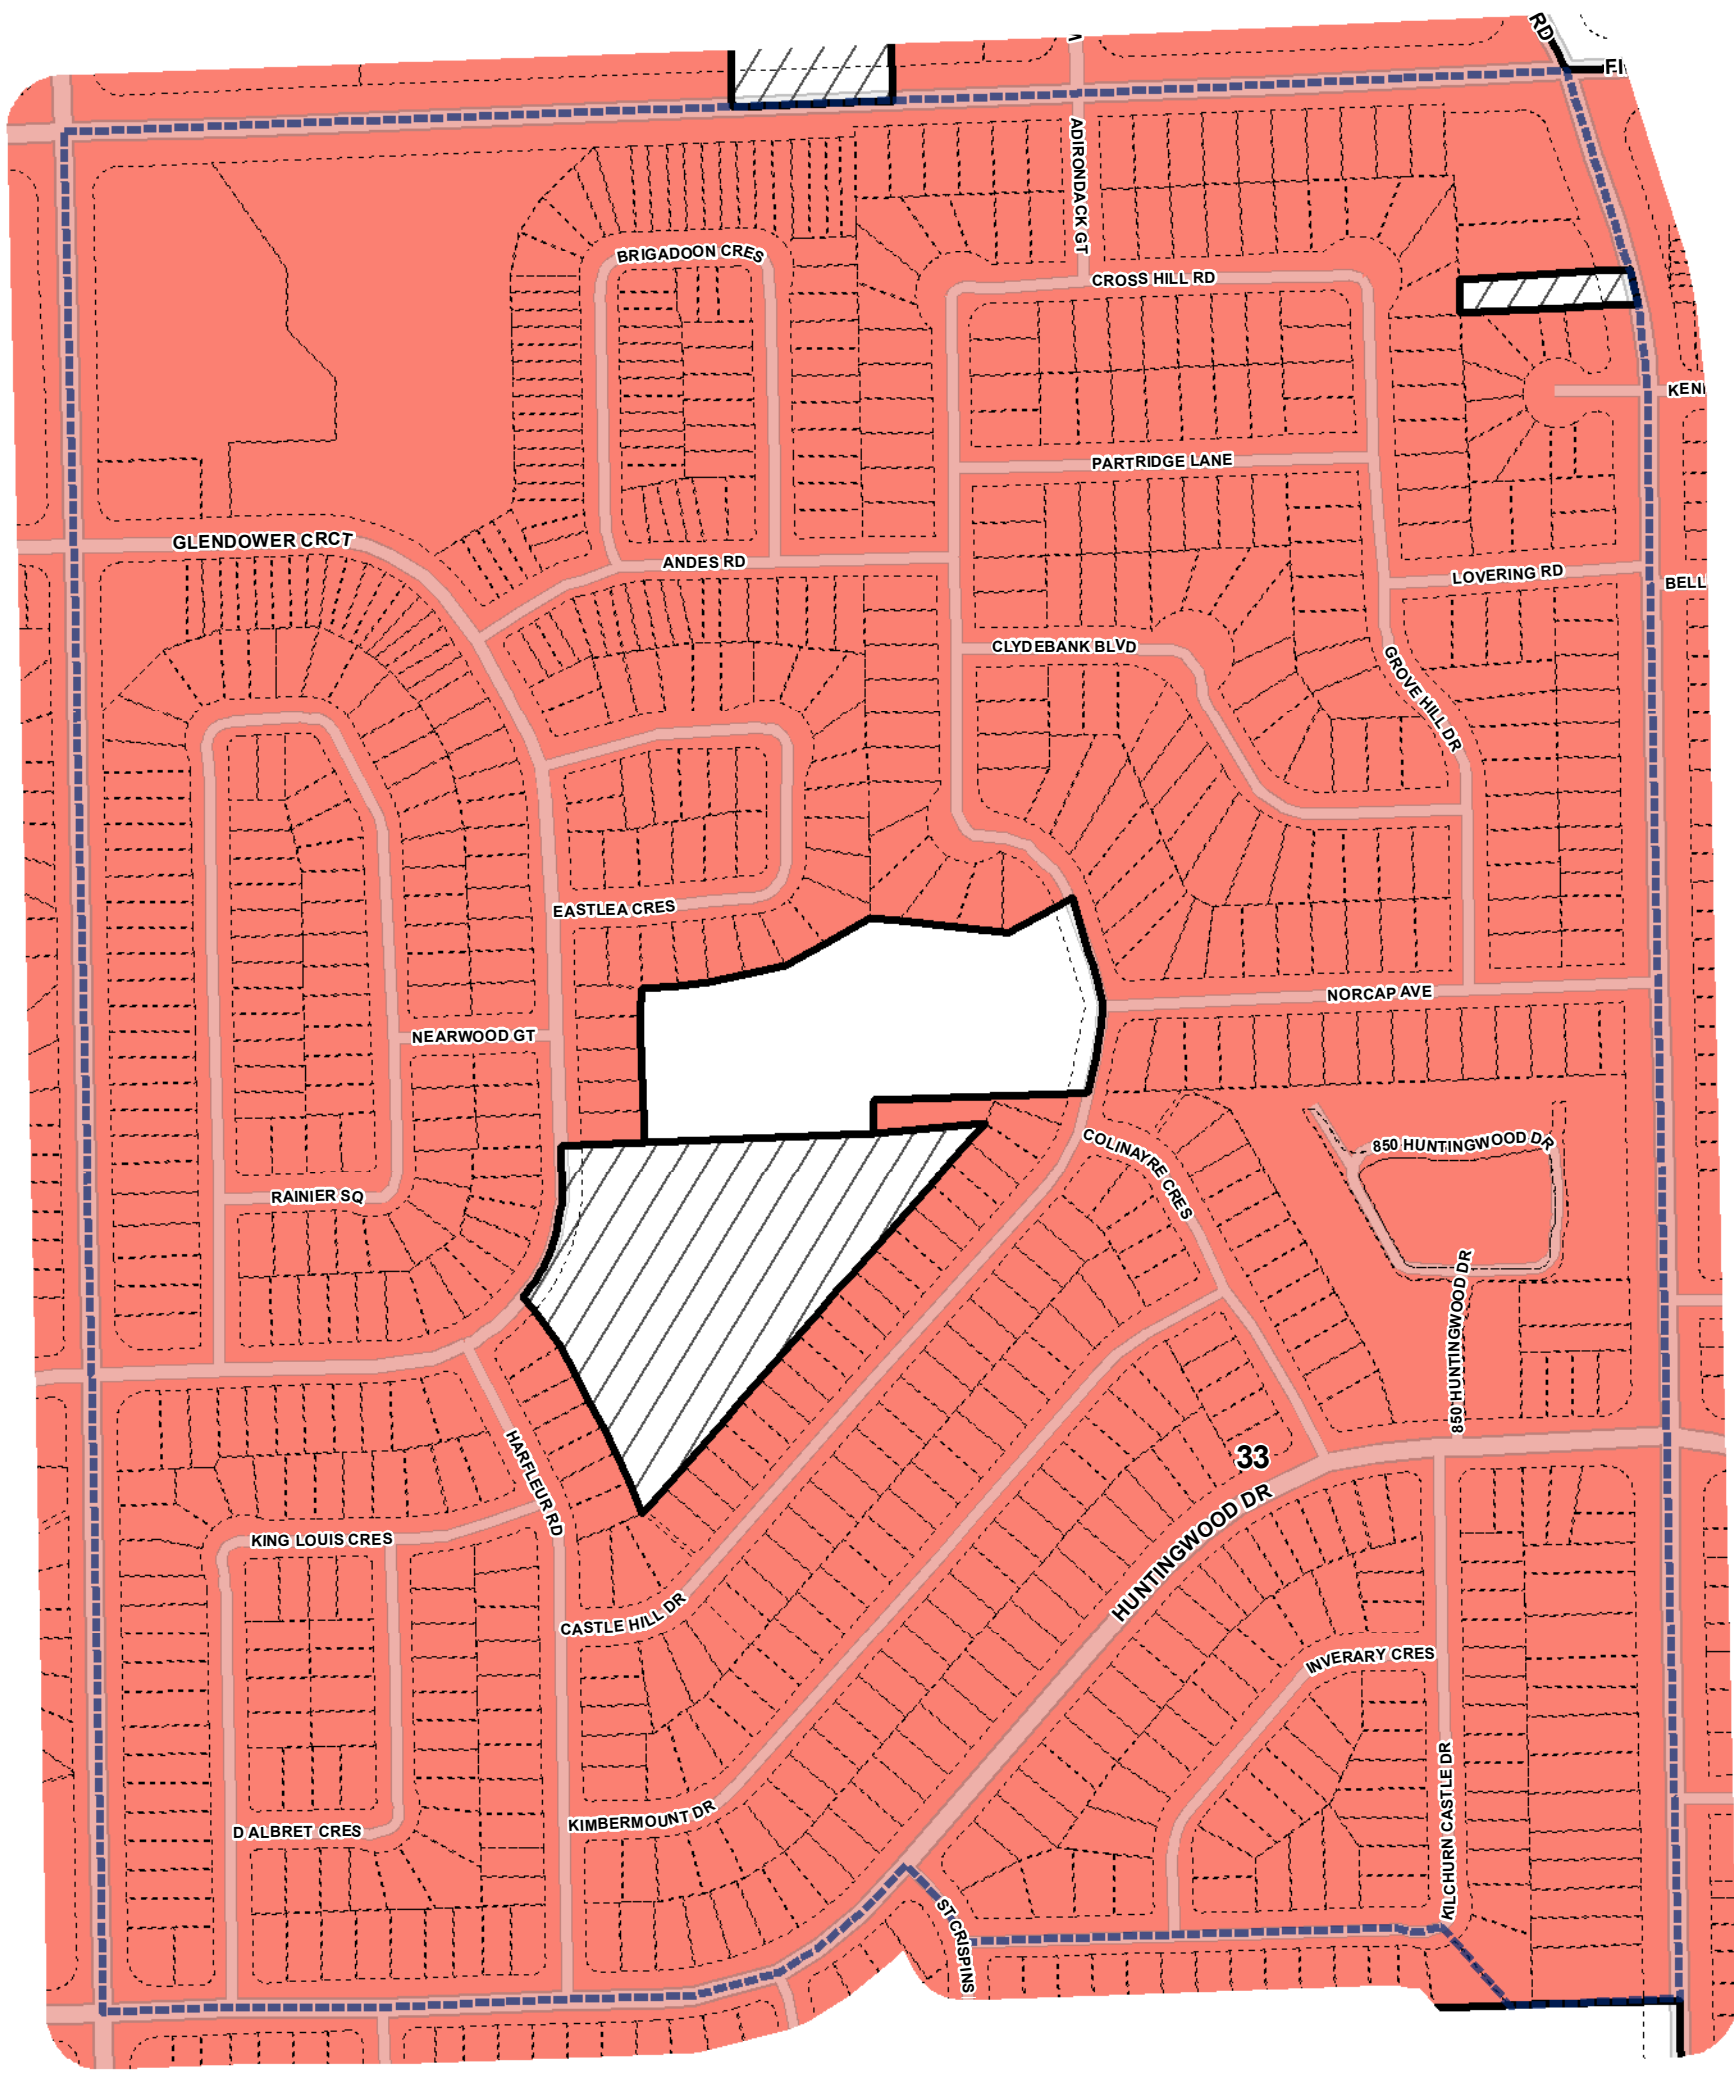 RD
FI
ADIRONDACK GT
BRIGADOON CRES
CROSS HILL RD
KEN
PARTRIDGE LANE
GLENDOWER CRCT
ANDES RD
LOVERING RD
BELL
CLYDEBANK BLVD
GROVE HILL DR
EASTLEA CRES
NORCAP AVE
NEARWOOD GT
COLINAYRE CRES
850 HUNTINGWOOD DR
RAINIER SQ
850 HUNTINGWOOD DR
33
HARFLEUR RD
HUNTINGWOOD DR
KING LOUIS CRES
CASTLE HILL DR
INVERARY CRES
KILCHURN CASTLE DR
KIMBERMOUNT DR
D ALBRET CRES
ST CRISPINS